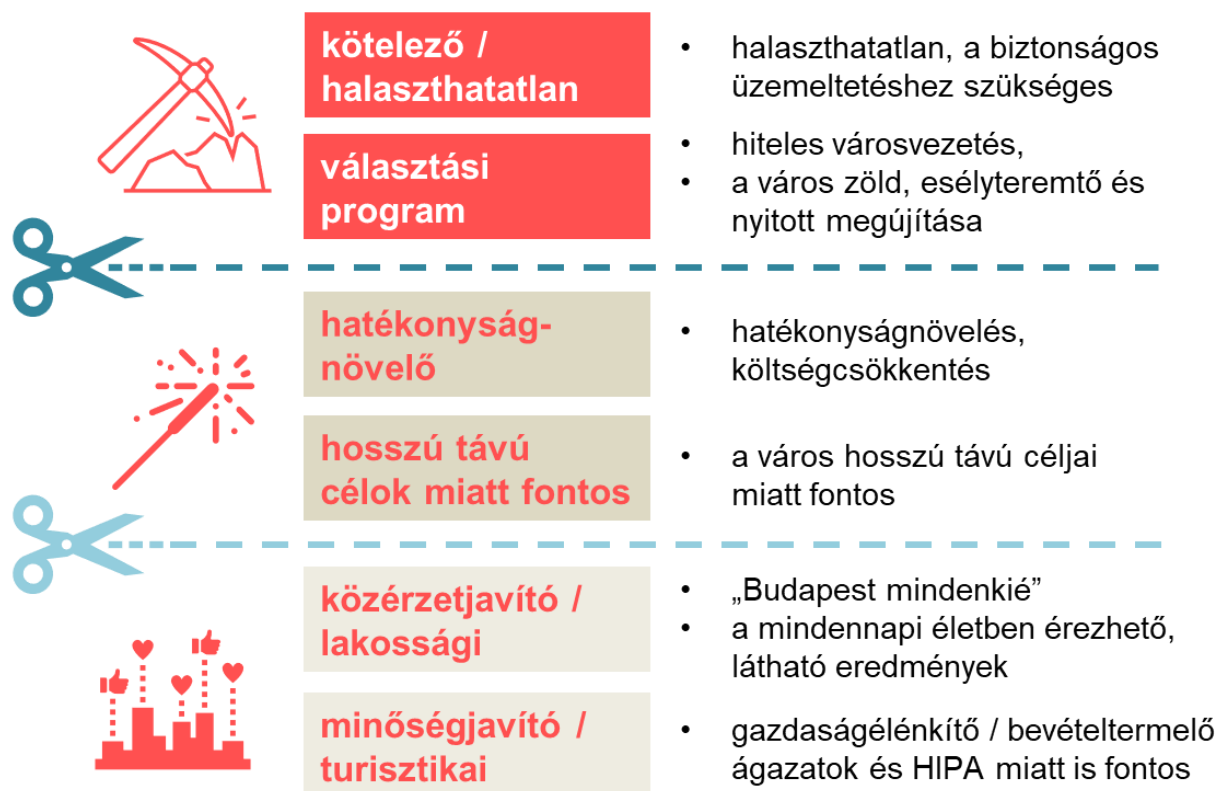 kötelező /
halaszthatatlan
• halaszthatatlan, a biztonságos
üzemeltetéshez szükséges
választási
program
• hiteles városvezetés,
• a város zöld, esélyteremtő és
nyitott megújítása
hatékonyság-
növelő
• hatékonyságnövelés,
költségcsökkentés
hosszú távú
célok miatt fontos
• a város hosszú távú céljai
miatt fontos
közérzetjavító /
lakossági
• „Budapest mindenkié”
• a mindennapi életben érezhető,
látható eredmények
minőségjavító /
turisztikai
• gazdaságélénkítő / bevételtermelő
ágazatok és HIPA miatt is fontos